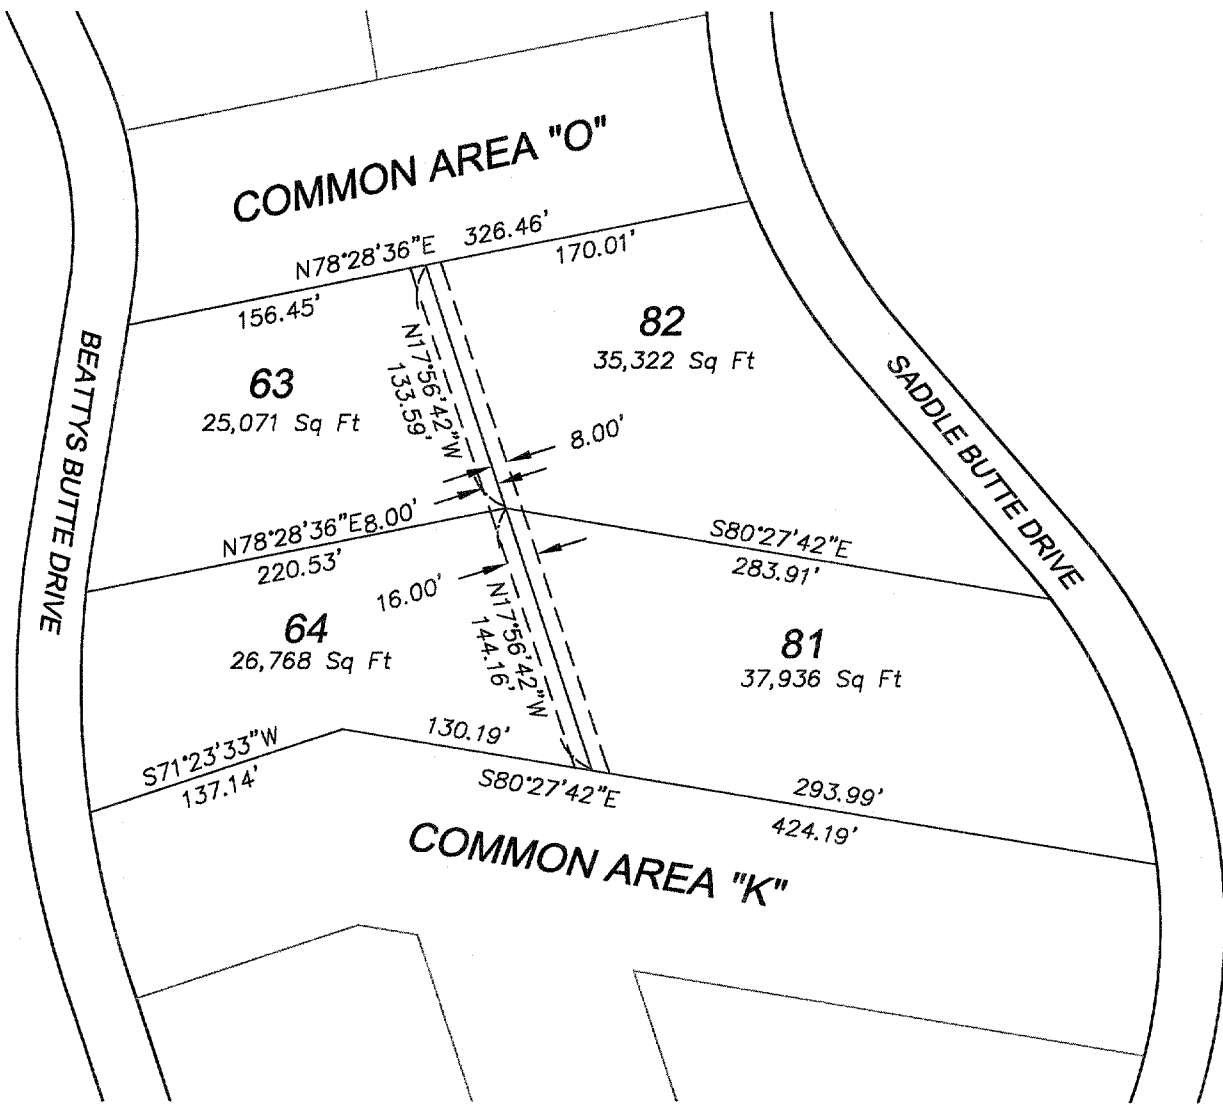 COMMON AREA "O"
N78°28'36"E 326.46'
156.45'
170.01'
63
25,071 Sq Ft
82
35,322 Sq Ft
N17°56'42"W
133.59'
8.00'
BEATTYS BUTTE DRIVE
SADDLE BUTTE DRIVE
N78°28'36"E
8.00'
220.53'
S80°27'42"E
283.91'
16.00'
64
26,768 Sq Ft
N17°56'42"W
144.16'
81
37,936 Sq Ft
S71°23'33"W
137.14'
130.19'
S80°27'42"E
293.99'
424.19'
COMMON AREA "K"